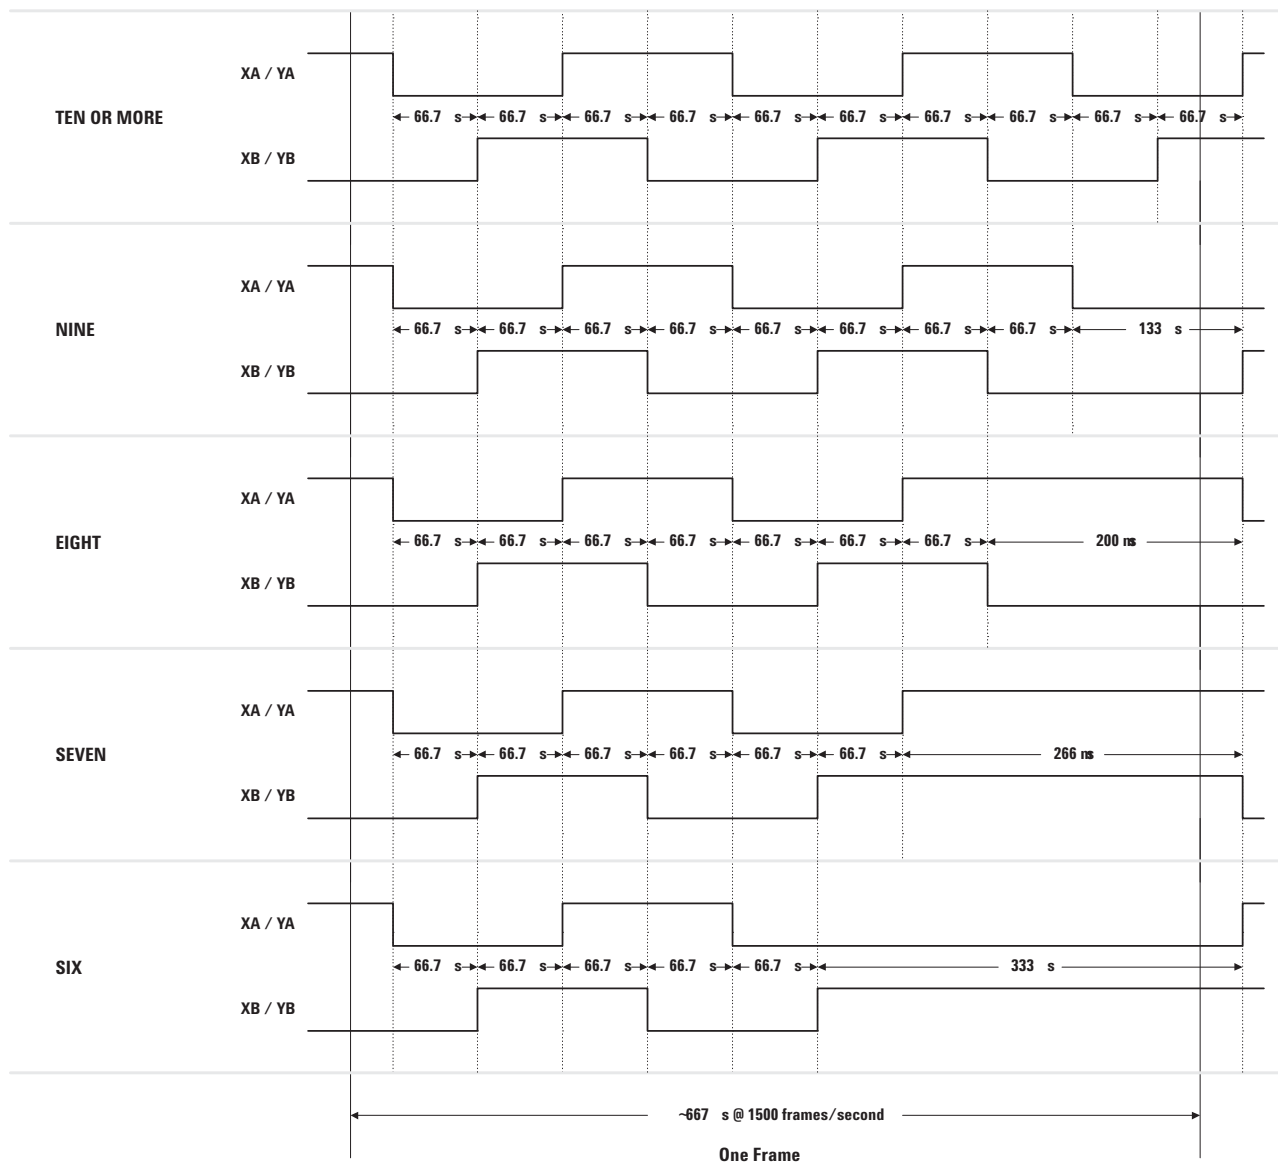 XA / YA
TEN OR MORE
66.7 s 66.7 s 66.7 s 66.7 s 66.7 s 66.7 s 66.7 s 66.7 s 66.7 s 66.7 s
XB / YB
XA / YA
NINE
66.7 s 66.7 s 66.7 s 66.7 s 66.7 s 66.7 s 66.7 s 66.7 s 133 s
XB / YB
XA / YA
EIGHT
66.7 s 66.7 s 66.7 s 66.7 s 66.7 s 66.7 s 66.7 s 200 ms
XB / YB
XA / YA
SEVEN
66.7 s 66.7 s 66.7 s 66.7 s 66.7 s 66.7 s 266 ms
XB / YB
XA / YA
SIX
66.7 s 66.7 s 66.7 s 66.7 s 66.7 s 333 s
XB / YB
~667 s @ 1500 frames/second
One Frame